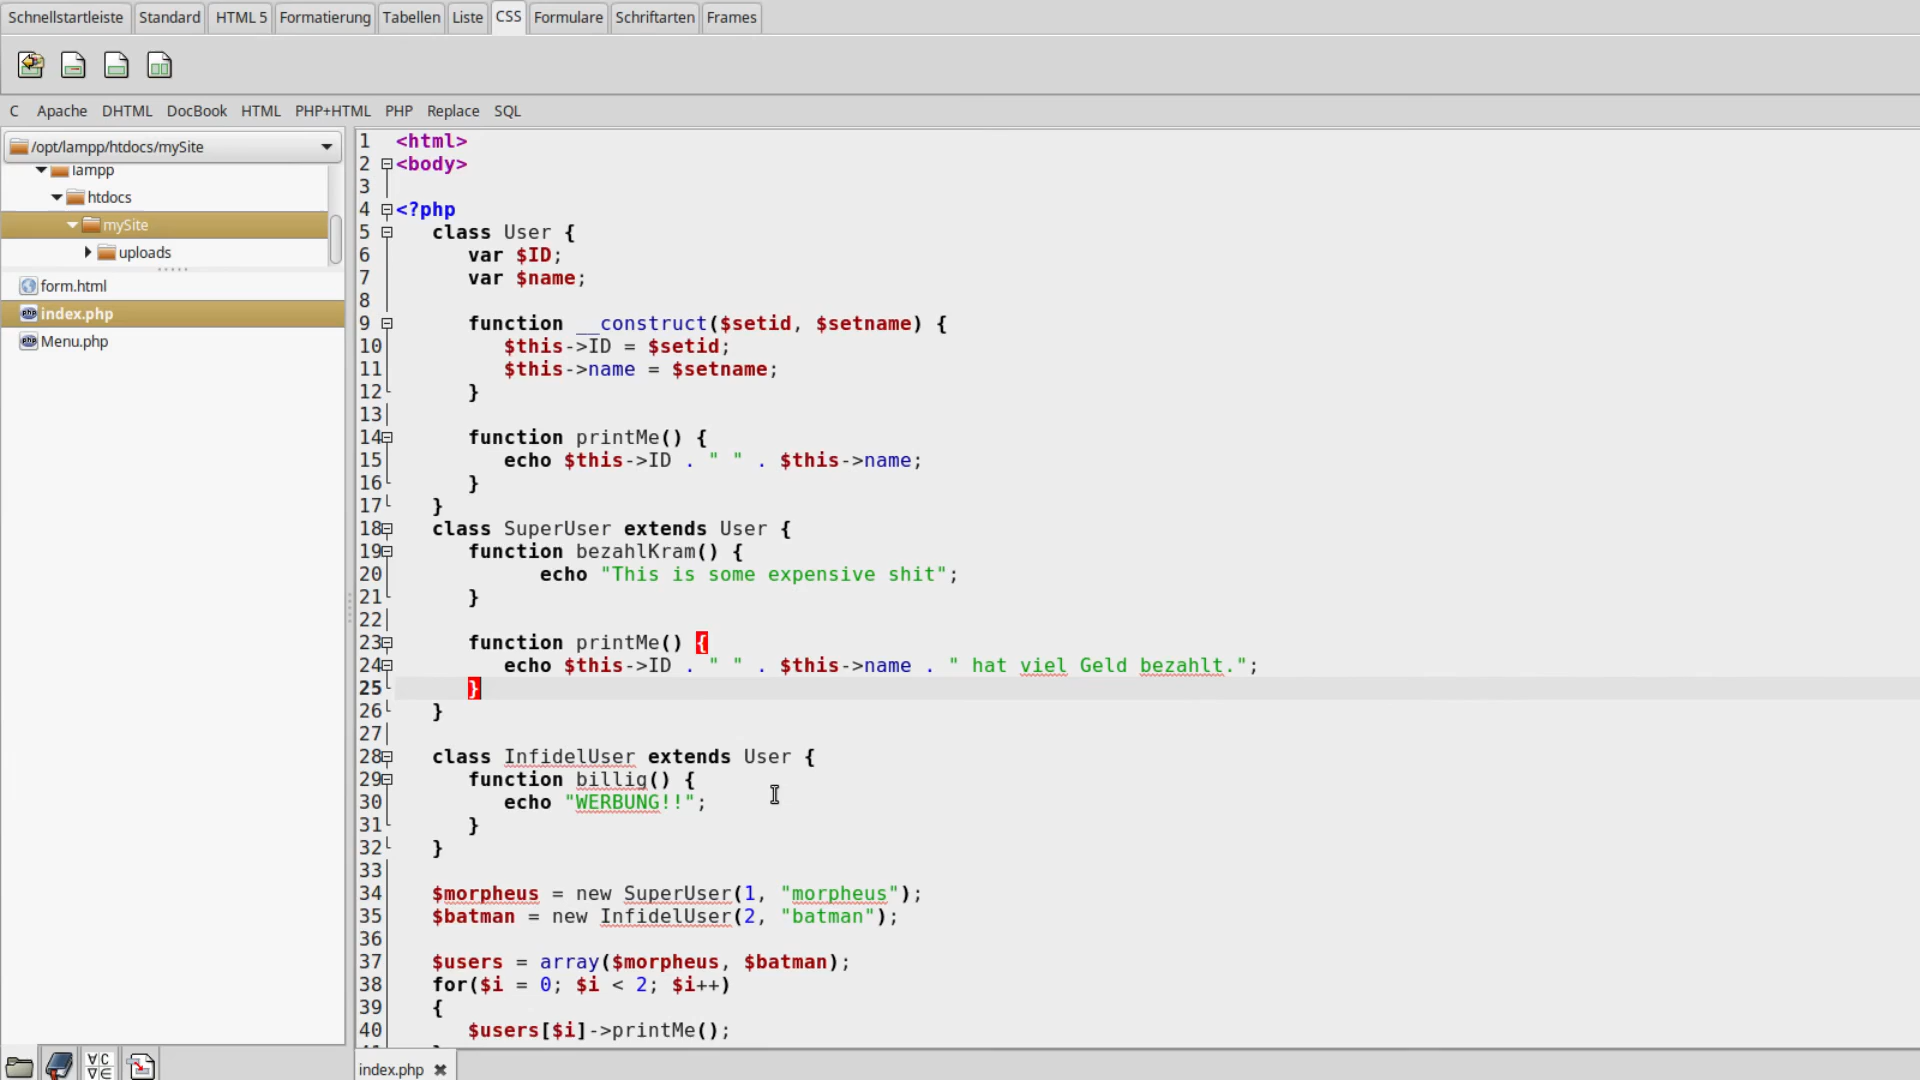 Schnellstartleiste Standard HTML 5 Formatierung Tabellen Liste CSS Formulare Schriftarten Frames
C Apache DHTML DocBook HTML PHP+HTML PHP Replace SQL
/opt/lampp/htdocs/mySite
lampp
htdocs
mySite
uploads
form.html
index.php
Menu.php
1 <html>
2 <body>
3
4 <?php
5 class User {
6 var $ID;
7 var $name;
8
9 function __construct($setid, $setname) {
10 $this->ID = $setid;
11 $this->name = $setname;
12 }
13
14 function printMe() {
15 echo $this->ID . " " . $this->name;
16 }
17 }
18 class SuperUser extends User {
19 function bezahlKram() {
20 echo "This is some expensive shit";
21 }
22
23 function printMe() {
24 echo $this->ID . " " . $this->name . " hat viel Geld bezahlt.";
25 }
26 }
27
28 class InfidelUser extends User {
29 function billig() {
30 echo "WERBUNG!!";
31 }
32 }
33
34 $morpheus = new SuperUser(1, "morpheus");
35 $batman = new InfidelUser(2, "batman");
36
37 $users = array($morpheus, $batman);
38 for($i = 0; $i < 2; $i++)
39 {
40 $users[$i]->printMe();
index.php